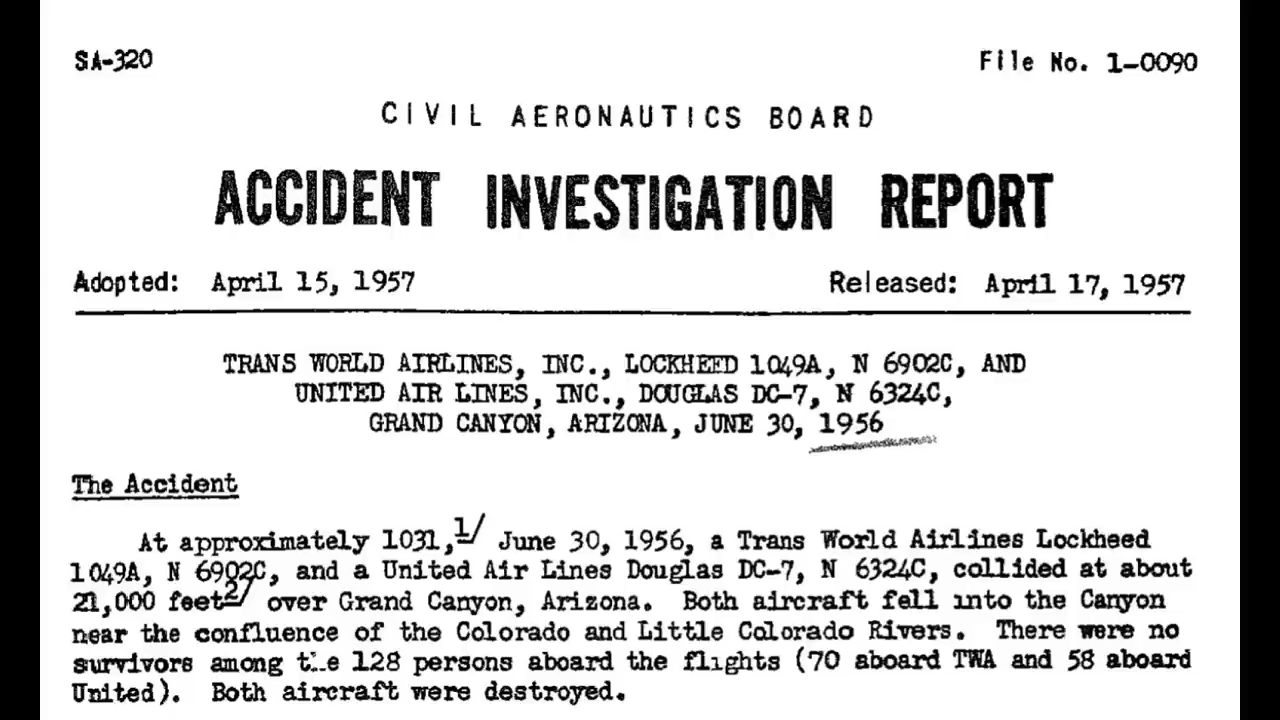 SA-320 File No. 1-0090
CIVIL AERONAUTICS BOARD
ACCIDENT INVESTIGATION REPORT
Adopted: April 15, 1957 Released: April 17, 1957
TRANS WORLD AIRLINES, INC., LOCKHEED 1049A, N 6902C, AND
UNITED AIR LINES, INC., DOUGLAS DC-7, N 6324C,
GRAND CANYON, ARIZONA, JUNE 30, 1956
The Accident
At approximately 1031,1/ June 30, 1956, a Trans World Airlines Lockheed
1049A, N 6902C, and a United Air Lines Douglas DC-7, N 6324C, collided at about
21,000 feet2/ over Grand Canyon, Arizona. Both aircraft fell into the Canyon
near the confluence of the Colorado and Little Colorado Rivers. There were no
survivors among the 128 persons aboard the flights (70 aboard TWA and 58 aboard
United). Both aircraft were destroyed.